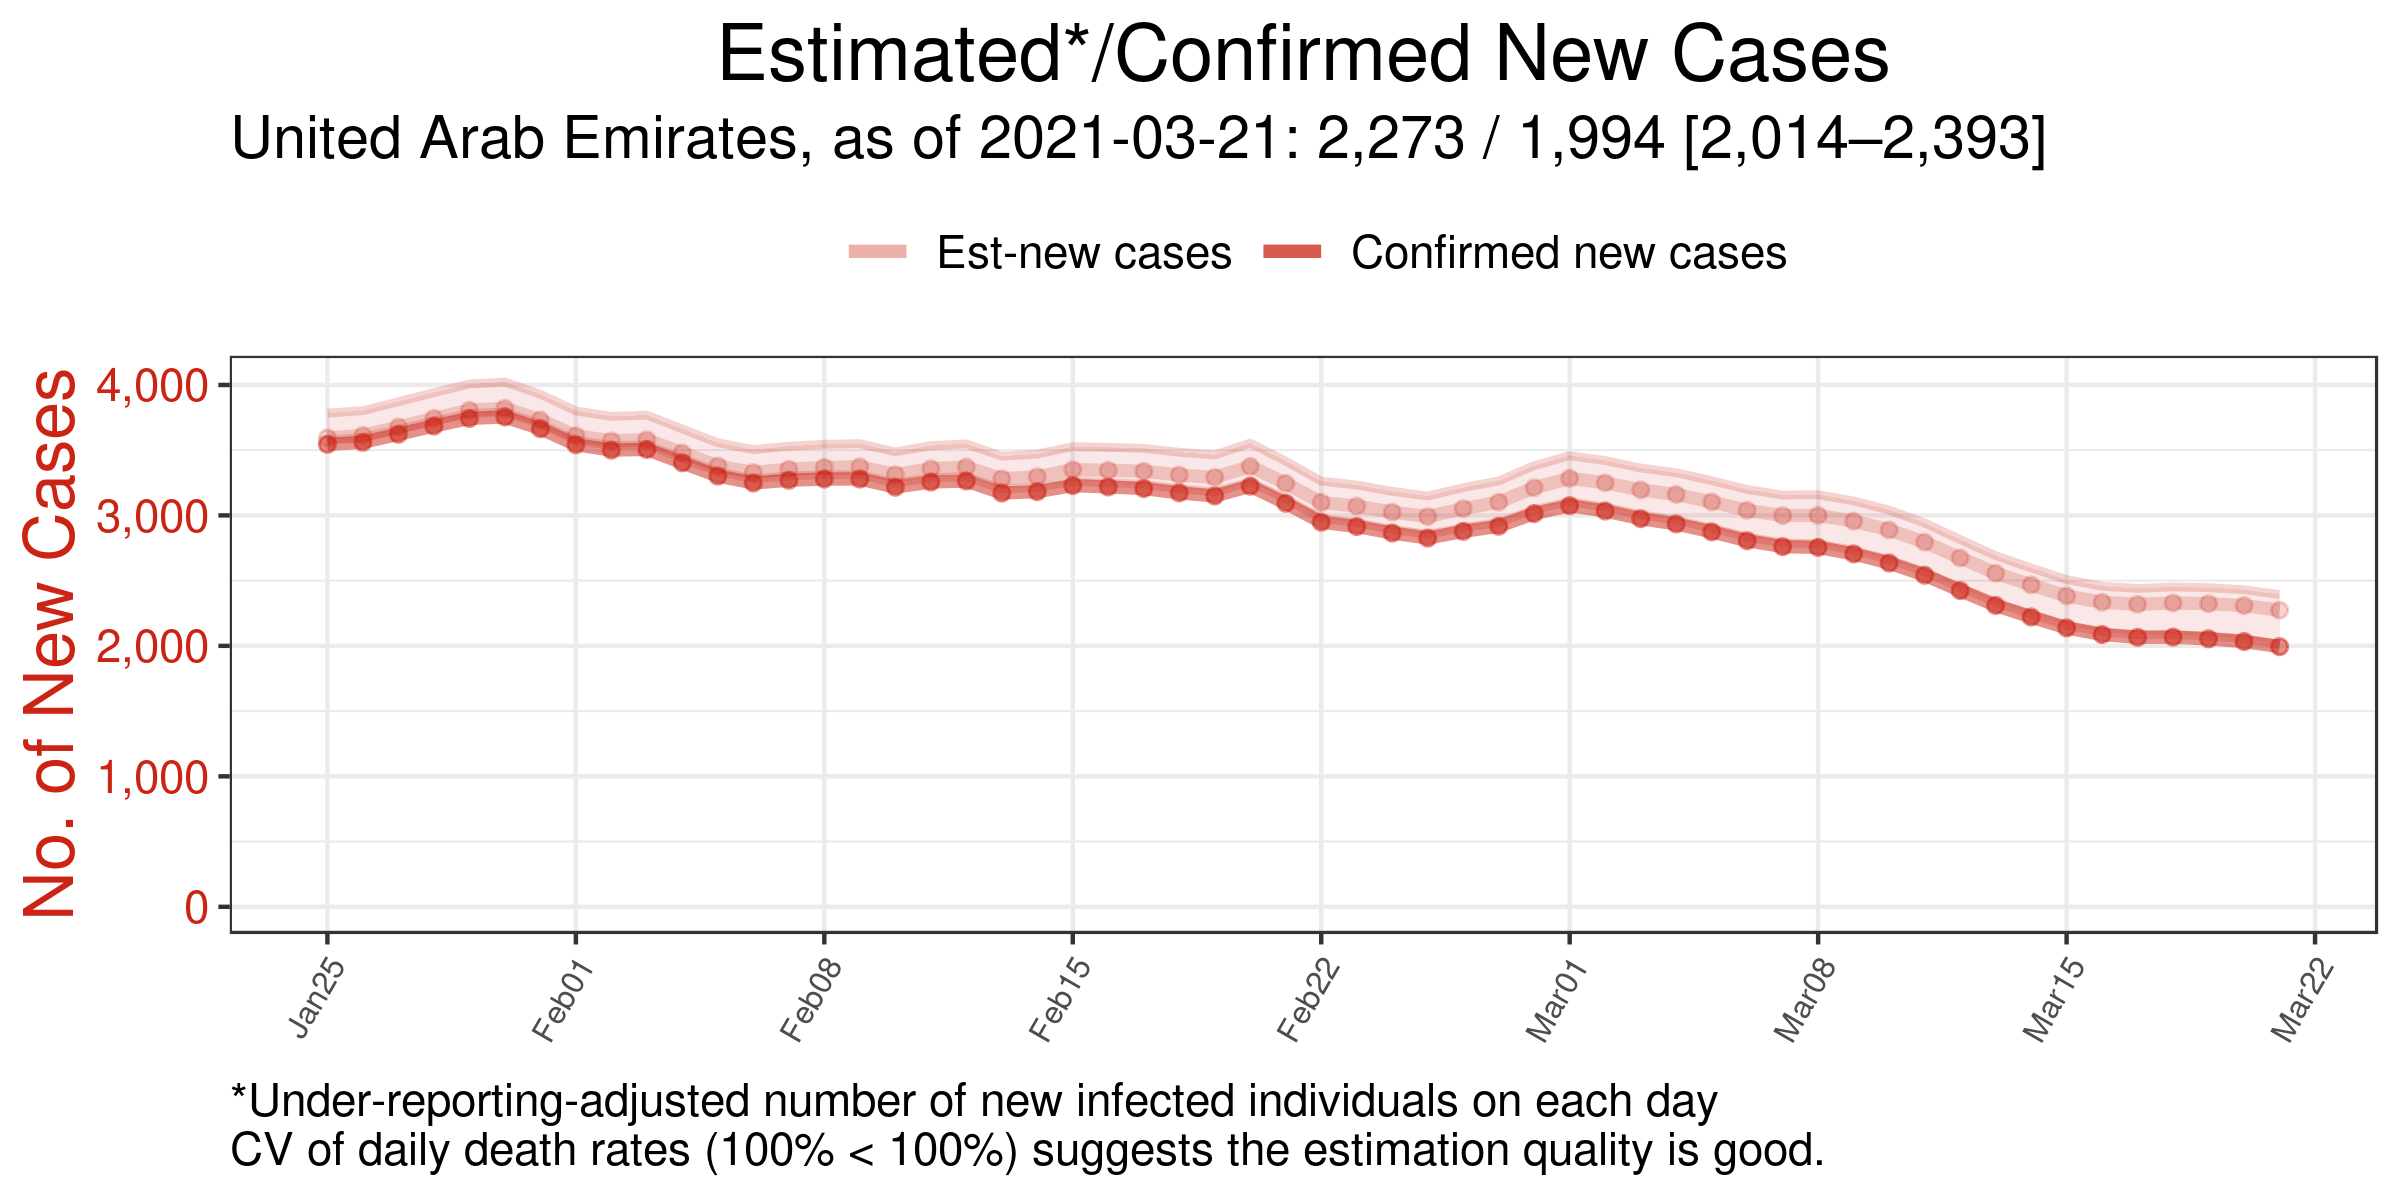 Estimated*/Confirmed New Cases
United Arab Emirates, as of 2021-03-21: 2,273 / 1,994 [2,014–2,393]
Est-new cases Confirmed new cases
No. of New Cases
4,000
3,000
2,000
1,000
0
Jan25 Feb01 Feb08 Feb15 Feb22 Mar01 Mar08 Mar15 Mar22
*Under-reporting-adjusted number of new infected individuals on each day
CV of daily death rates (100% < 100%) suggests the estimation quality is good.